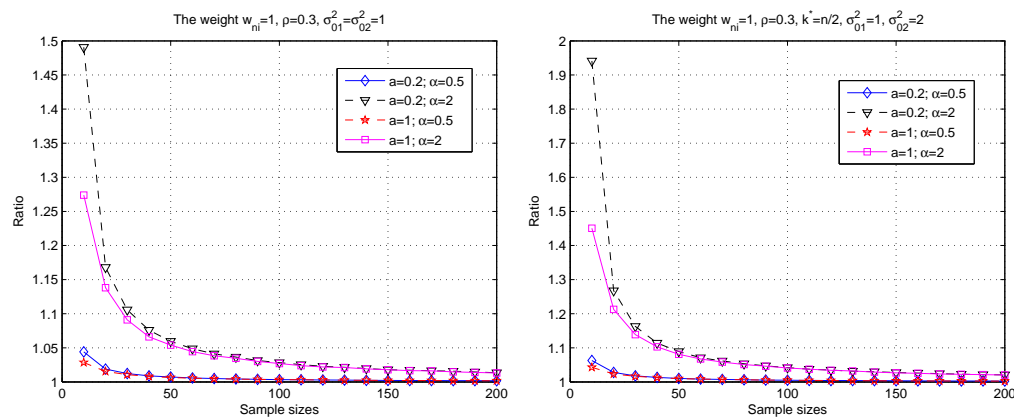 The weight w_ni=1, ρ=0.3, σ²_01=σ²_02=1
1.5
1.45
1.4
1.35
1.3
1.25
1.2
1.15
1.1
1.05
1
Ratio
a=0.2; α=0.5
a=0.2; α=2
a=1; α=0.5
a=1; α=2
0 50 100 150 200
Sample sizes
The weight w_ni=1, ρ=0.3, k*=n/2, σ²_01=1, σ²_02=2
2
1.9
1.8
1.7
1.6
1.5
1.4
1.3
1.2
1.1
1
Ratio
a=0.2; α=0.5
a=0.2; α=2
a=1; α=0.5
a=1; α=2
0 50 100 150 200
Sample sizes